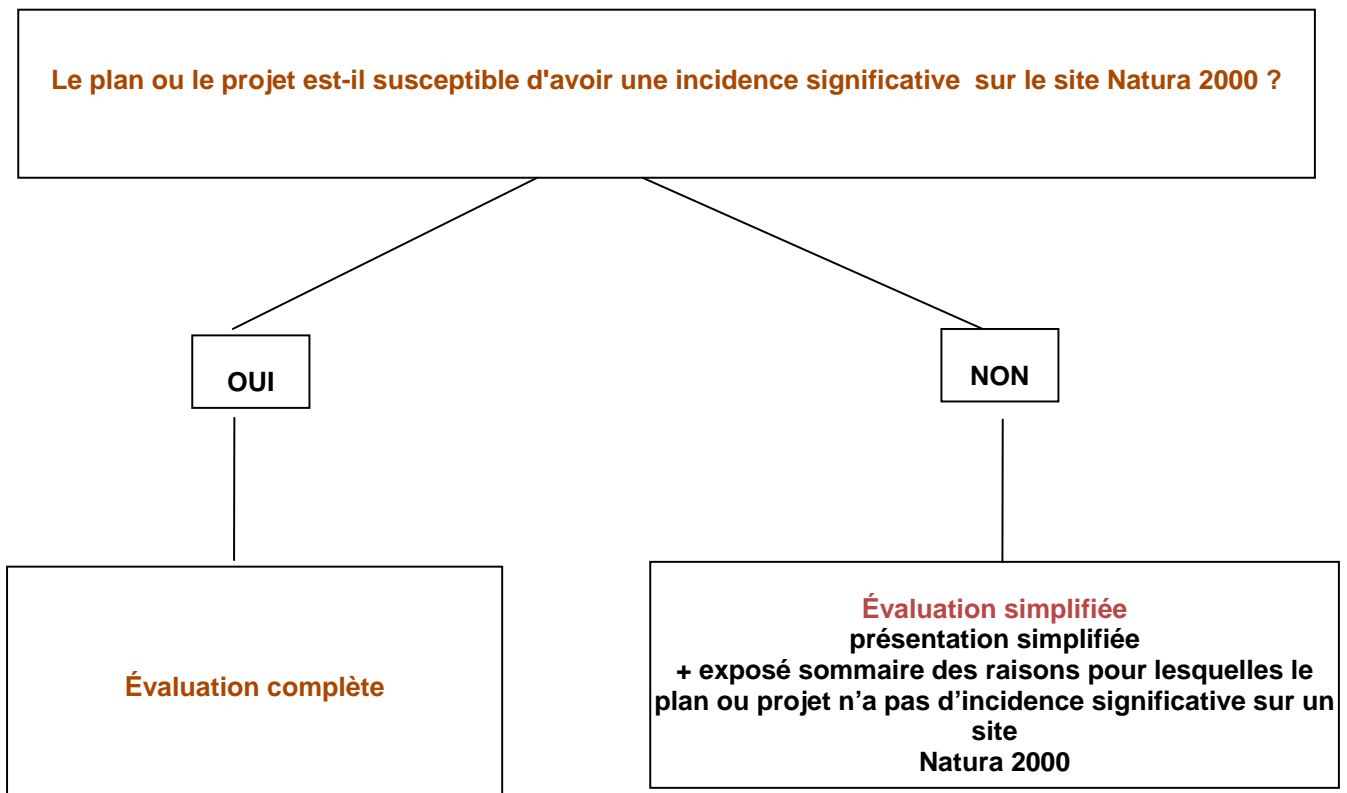 Le plan ou le projet est-il susceptible d'avoir une incidence significative  sur le site Natura 2000 ?
OUI
NON
Évaluation complète
Évaluation simplifiée
présentation simplifiée
+ exposé sommaire des raisons pour lesquelles le
plan ou projet n’a pas d’incidence significative sur un
site
Natura 2000